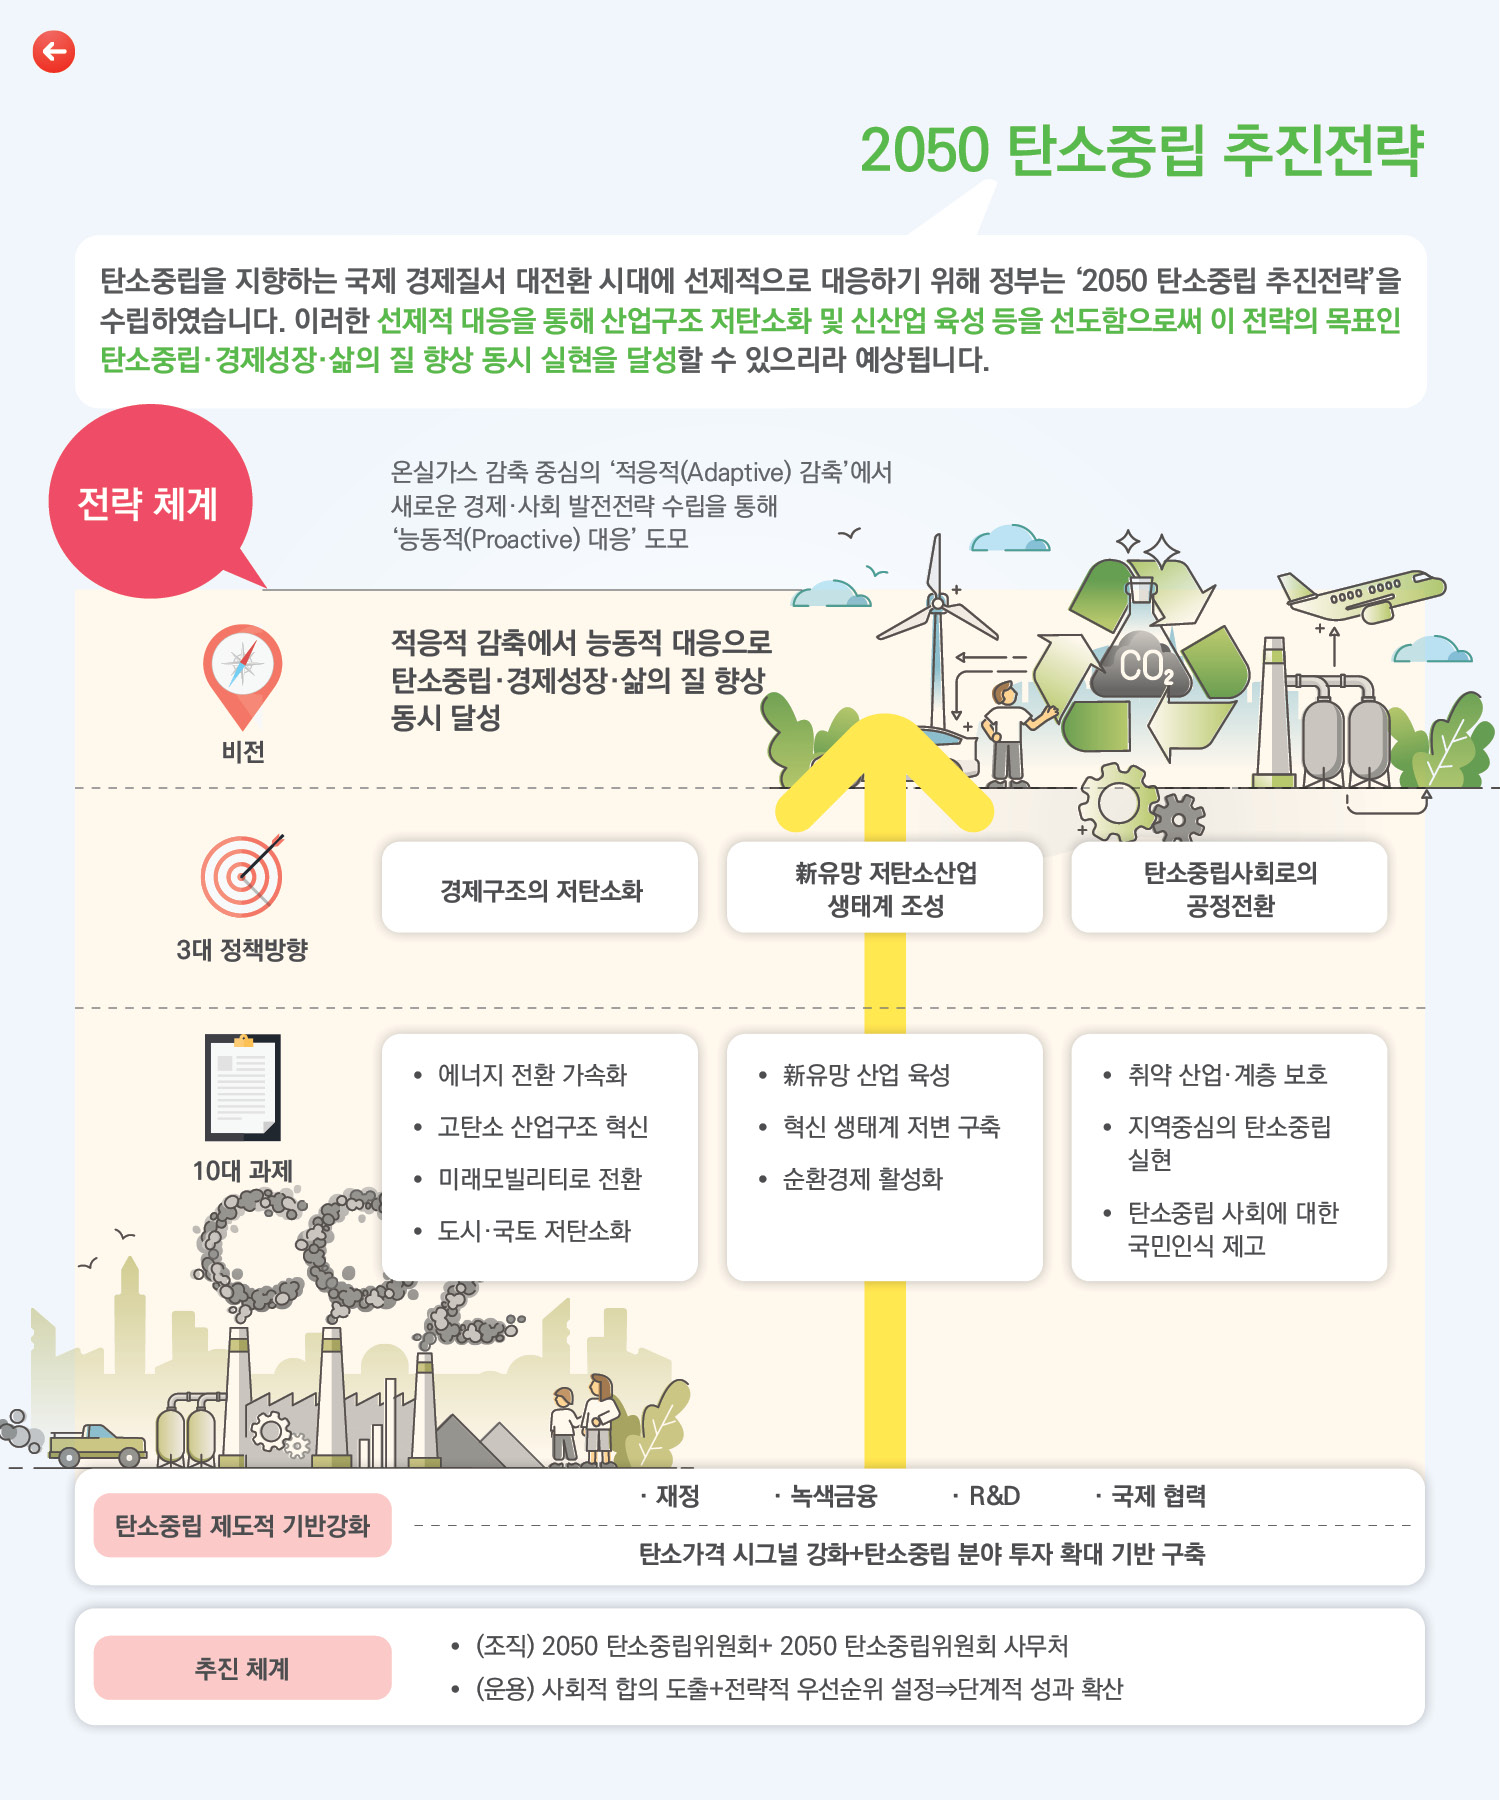 2050 탄소중립 추진전략
탄소중립을 지향하는 국제 경제질서 대전환 시대에 선제적으로 대응하기 위해 정부는 ‘2050 탄소중립 추진전략’을
수립하였습니다. 이러한 선제적 대응을 통해 산업구조 저탄소화 및 신산업 육성 등을 선도함으로써 이 전략의 목표인
탄소중립·경제성장·삶의 질 향상 동시 실현을 달성할 수 있으리라 예상됩니다.
전략 체계
온실가스 감축 중심의 ‘적응적(Adaptive) 감축’에서
새로운 경제·사회 발전전략 수립을 통해
‘능동적(Proactive) 대응’ 도모
비전
적응적 감축에서 능동적 대응으로
탄소중립·경제성장·삶의 질 향상
동시 달성
CO₂
3대 정책방향
경제구조의 저탄소화
新유망 저탄소산업
생태계 조성
탄소중립사회로의
공정전환
10대 과제
• 에너지 전환 가속화
• 고탄소 산업구조 혁신
• 미래모빌리티로 전환
• 도시·국토 저탄소화
• 新유망 산업 육성
• 혁신 생태계 저변 구축
• 순환경제 활성화
• 취약 산업·계층 보호
• 지역중심의 탄소중립
실현
• 탄소중립 사회에 대한
국민인식 제고
CO2
탄소중립 제도적 기반강화
· 재정 · 녹색금융 · R&D · 국제 협력
탄소가격 시그널 강화+탄소중립 분야 투자 확대 기반 구축
추진 체계
• (조직) 2050 탄소중립위원회+ 2050 탄소중립위원회 사무처
• (운용) 사회적 합의 도출+전략적 우선순위 설정⇒단계적 성과 확산